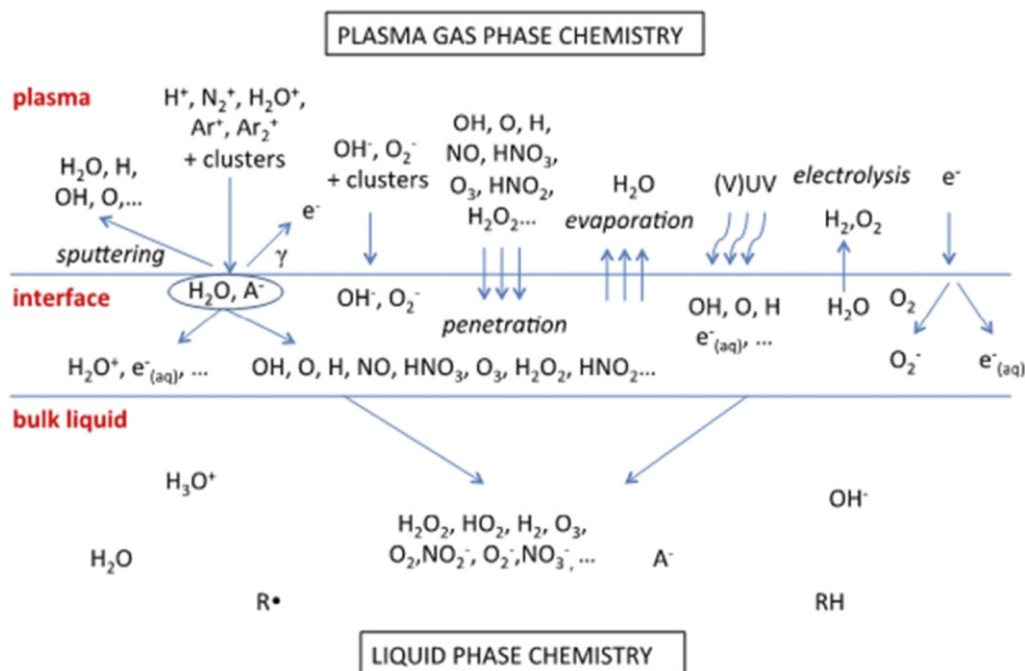 PLASMA GAS PHASE CHEMISTRY
plasma
H⁺, N₂⁺, H₂O⁺,
Ar⁺, Ar₂⁺
+ clusters
H₂O, H,
OH, O,...
sputtering
e⁻
γ
OH⁻, O₂⁻
+ clusters
OH, O, H,
NO, HNO₃,
O₃, HNO₂,
H₂O₂...
H₂O
evaporation
(V)UV
electrolysis
H₂,O₂
e⁻
interface
H₂O, A⁻
OH⁻, O₂⁻
penetration
OH, O, H
e⁻(aq), ...
H₂O
O₂
O₂⁻
e⁻(aq)
H₂O⁺, e⁻(aq), ...
OH, O, H, NO, HNO₃, O₃, H₂O₂, HNO₂...
bulk liquid
H₃O⁺
OH⁻
H₂O₂, HO₂, H₂, O₃,
O₂,NO₂⁻, O₂⁻,NO₃⁻, ...
H₂O
A⁻
R•
RH
LIQUID PHASE CHEMISTRY